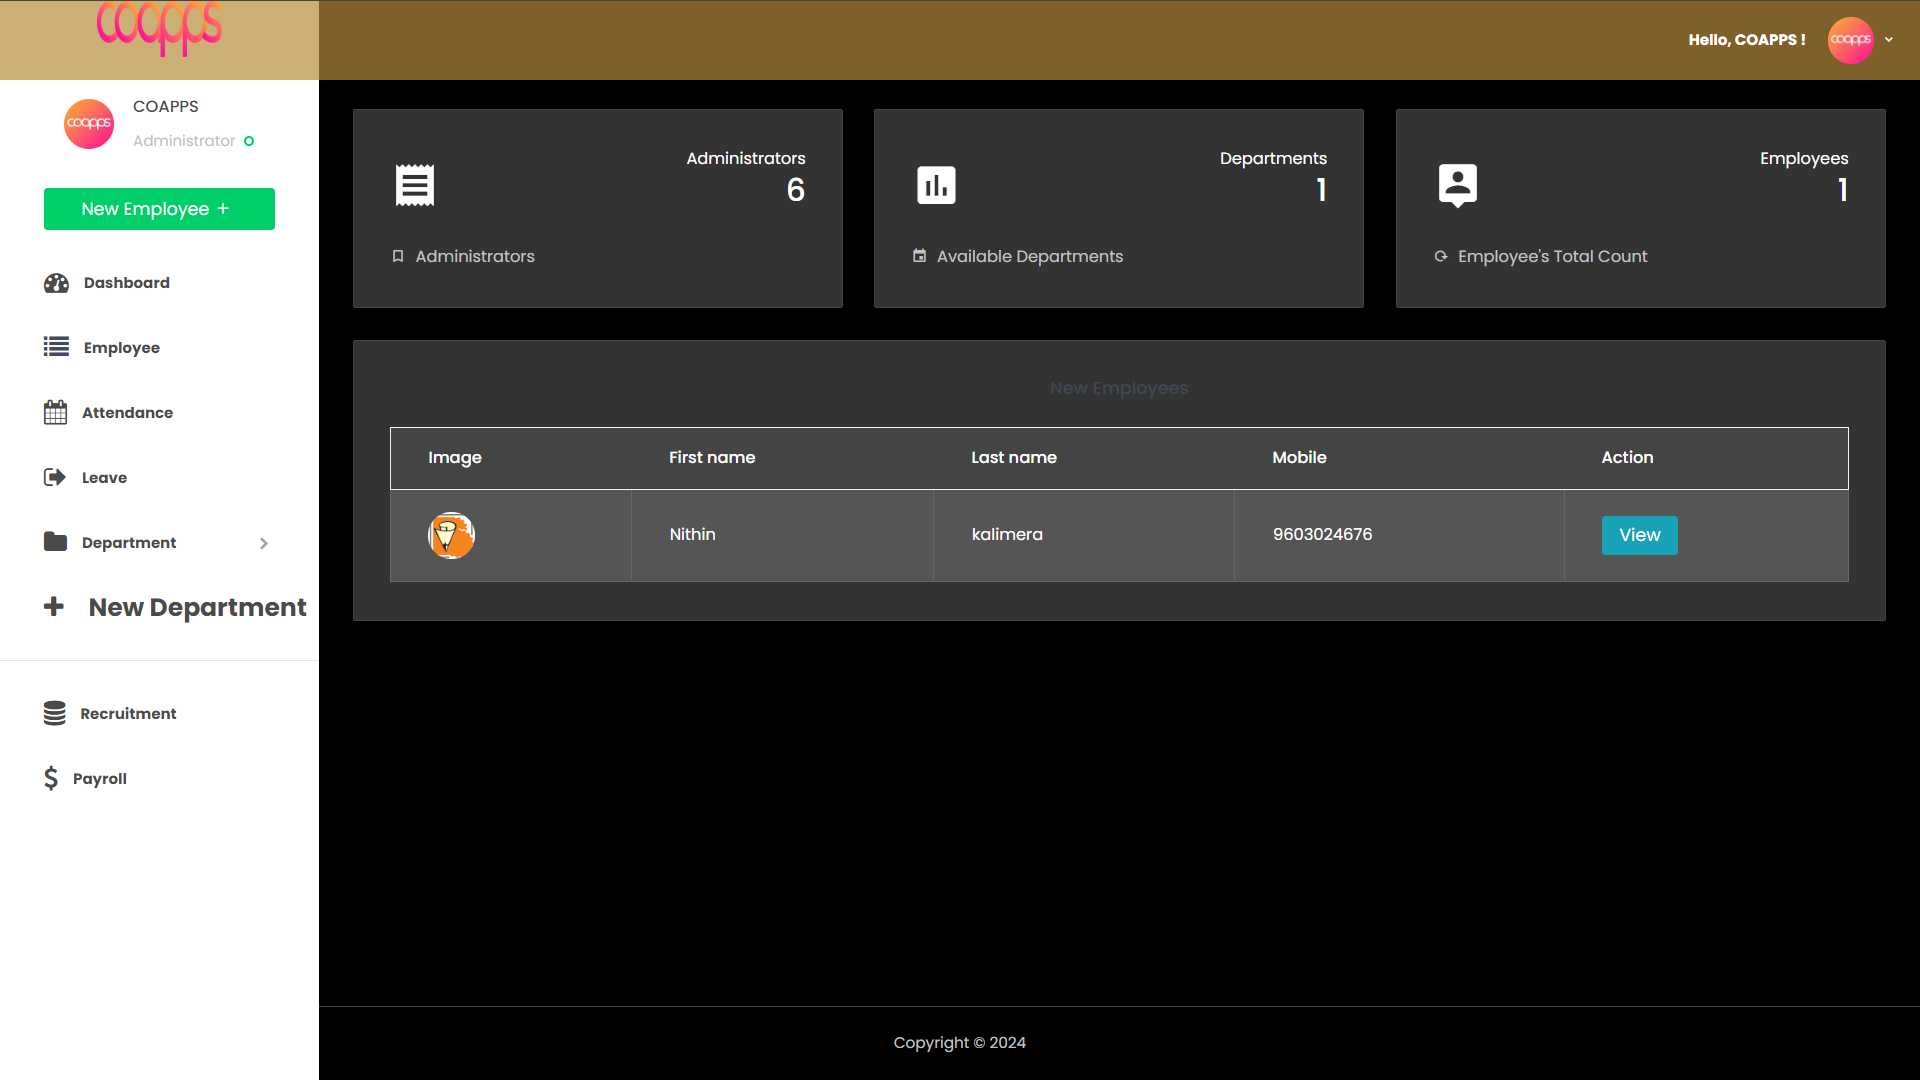 coapps
Hello, COAPPS !
coapps
coapps
COAPPS
Administrator
New Employee +
Dashboard
Employee
Attendance
Leave
Department
New Department
Recruitment
Payroll
Administrators
6
Administrators
Departments
1
Available Departments
Employees
1
Employee's Total Count
New Employees
Image First name Last name Mobile Action
Nithin kalimera 9603024676 View
Copyright © 2024